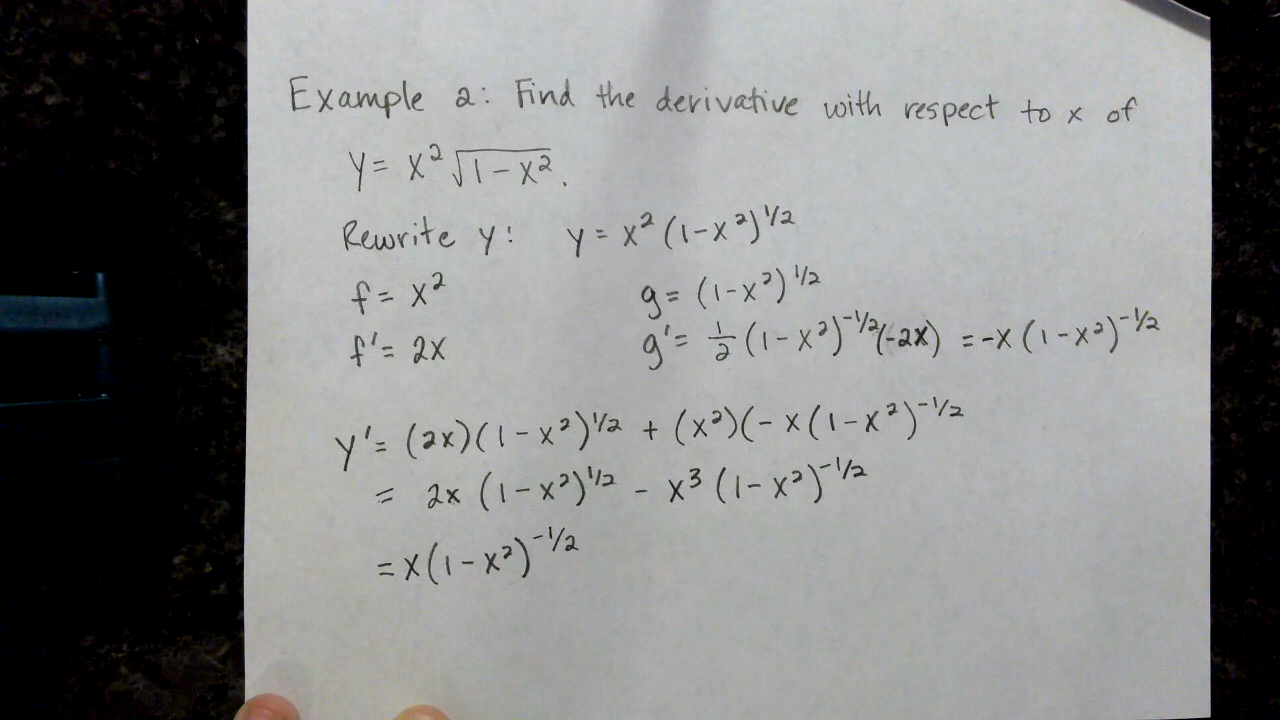 Example 2: Find the derivative with respect to x of
y = x² √(1 - x²).
Rewrite y: y = x² (1-x²)^1/2
f = x² g = (1-x²)^1/2
f' = 2x g' = 1/2 (1-x²)^-1/2 (-2x) = -x (1-x²)^-1/2
y' = (2x)(1-x²)^1/2 + (x²)(-x(1-x²)^-1/2
= 2x (1-x²)^1/2 - x³ (1-x²)^-1/2
= x(1-x²)^-1/2